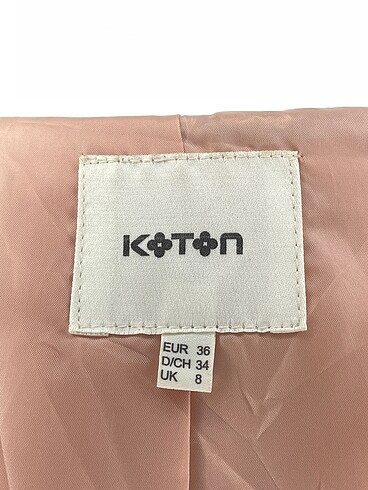 KOTON
EUR 36
D/CH 34
UK 8